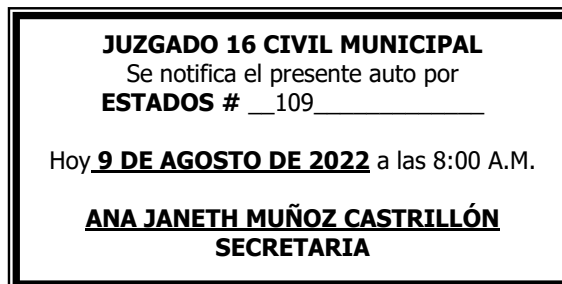 JUZGADO 16 CIVIL MUNICIPAL
Se notifica el presente auto por
ESTADOS # __109______________
Hoy 9 DE AGOSTO DE 2022 a las 8:00 A.M.
ANA JANETH MUÑOZ CASTRILLÓN
SECRETARIA